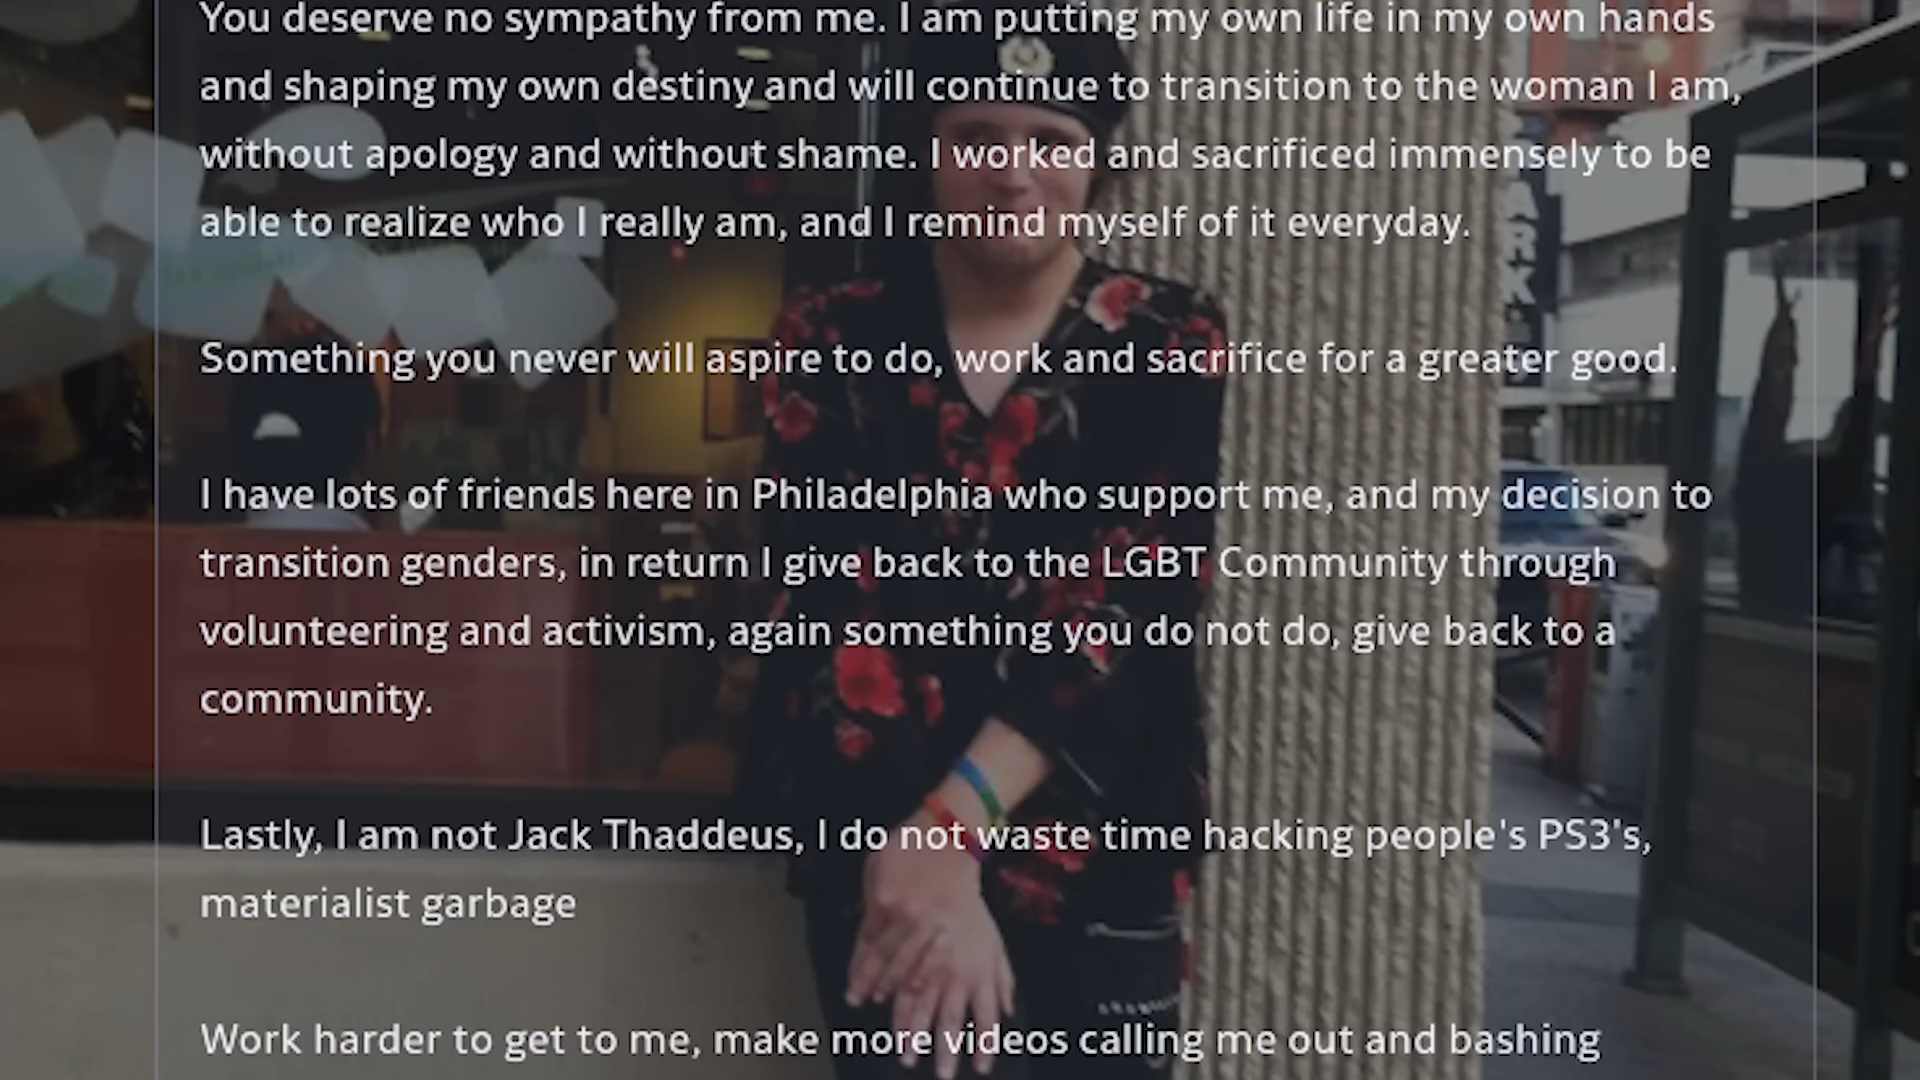 You deserve no sympathy from me. I am putting my own life in my own hands
and shaping my own destiny and will continue to transition to the woman I am,
without apology and without shame. I worked and sacrificed immensely to be
able to realize who I really am, and I remind myself of it everyday.
Something you never will aspire to do, work and sacrifice for a greater good.
I have lots of friends here in Philadelphia who support me, and my decision to
transition genders, in return I give back to the LGBT Community through
volunteering and activism, again something you do not do, give back to a
community.
Lastly, I am not Jack Thaddeus, I do not waste time hacking people's PS3's,
materialist garbage
Work harder to get to me, make more videos calling me out and bashing